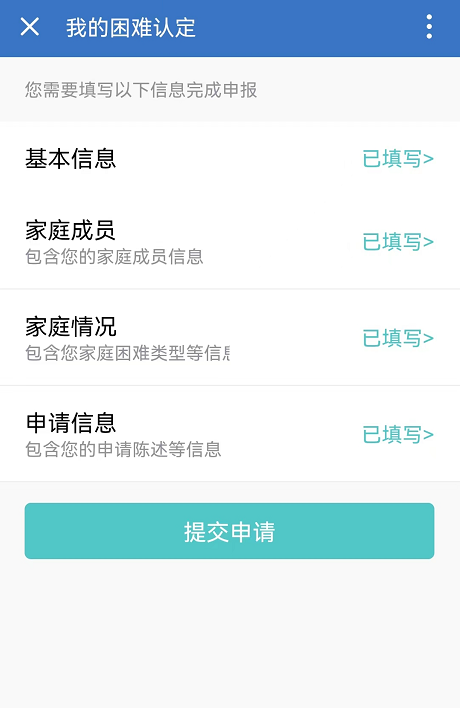 我的困难认定
您需要填写以下信息完成申报
基本信息
已填写>
家庭成员
包含您的家庭成员信息
已填写>
家庭情况
包含您家庭困难类型等信息
已填写>
申请信息
包含您的申请陈述等信息
已填写>
提交申请